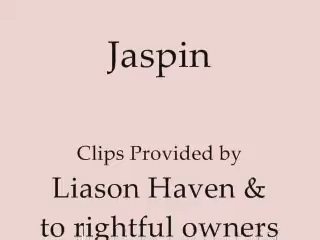 Jaspin
Clips Provided by
Liason Haven &
to rightful owners